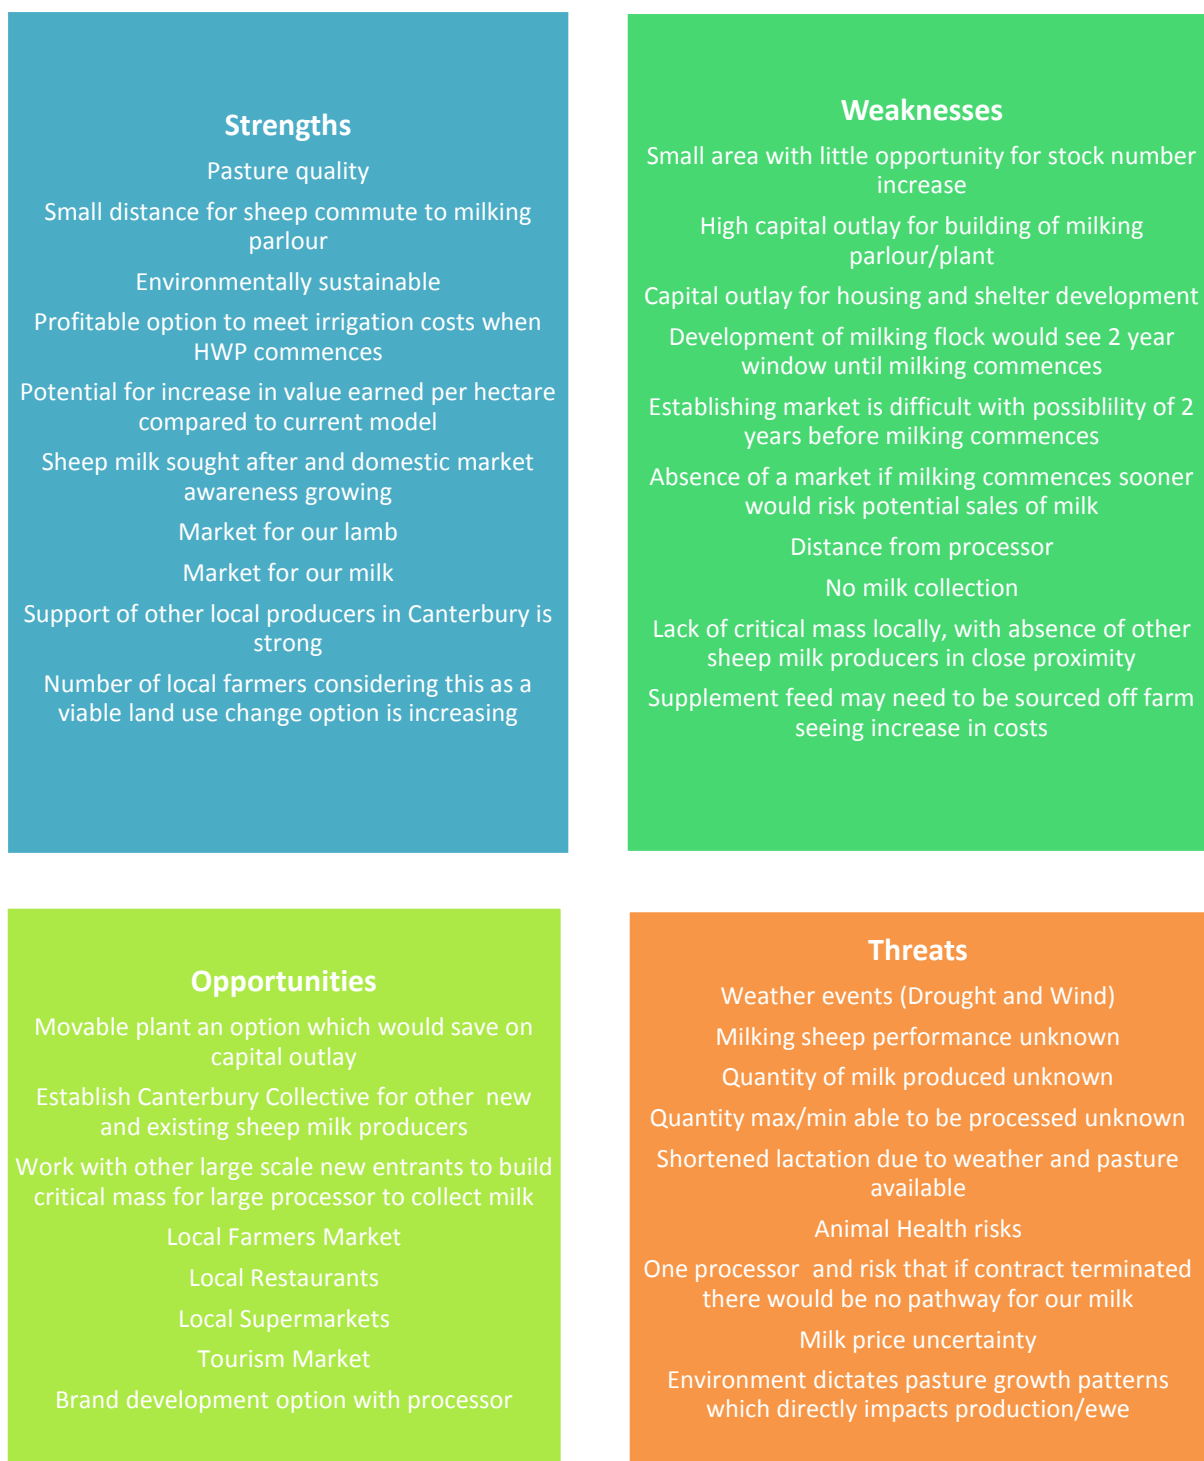 Strengths
Pasture quality
Small distance for sheep commute to milking
parlour
Environmentally sustainable
Profitable option to meet irrigation costs when
HWP commences
Potential for increase in value earned per hectare
compared to current model
Sheep milk sought after and domestic market
awareness growing
Market for our lamb
Market for our milk
Support of other local producers in Canterbury is
strong
Number of local farmers considering this as a
viable land use change option is increasing
Weaknesses
Small area with little opportunity for stock number
increase
High capital outlay for building of milking
parlour/plant
Capital outlay for housing and shelter development
Development of milking flock would see 2 year
window until milking commences
Establishing market is difficult with possiblility of 2
years before milking commences
Absence of a market if milking commences sooner
would risk potential sales of milk
Distance from processor
No milk collection
Lack of critical mass locally, with absence of other
sheep milk producers in close proximity
Supplement feed may need to be sourced off farm
seeing increase in costs
Opportunities
Movable plant an option which would save on
capital outlay
Establish Canterbury Collective for other new
and existing sheep milk producers
Work with other large scale new entrants to build
critical mass for large processor to collect milk
Local Farmers Market
Local Restaurants
Local Supermarkets
Tourism Market
Brand development option with processor
Threats
Weather events (Drought and Wind)
Milking sheep performance unknown
Quantity of milk produced unknown
Quantity max/min able to be processed unknown
Shortened lactation due to weather and pasture
available
Animal Health risks
One processor and risk that if contract terminated
there would be no pathway for our milk
Milk price uncertainty
Environment dictates pasture growth patterns
which directly impacts production/ewe